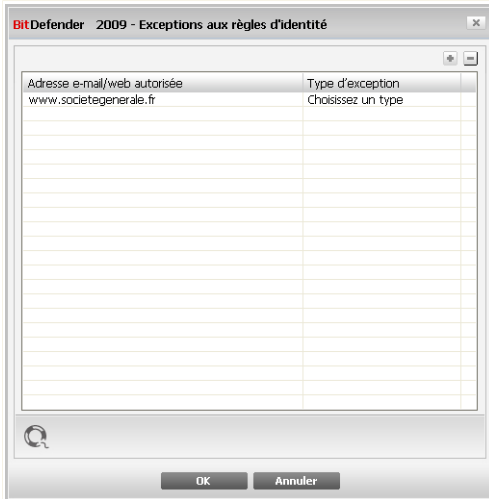 BitDefender 2009 - Exceptions aux règles d'identité
Adresse e-mail/web autorisée Type d'exception
www.societegenerale.fr Choisissez un type
OK Annuler